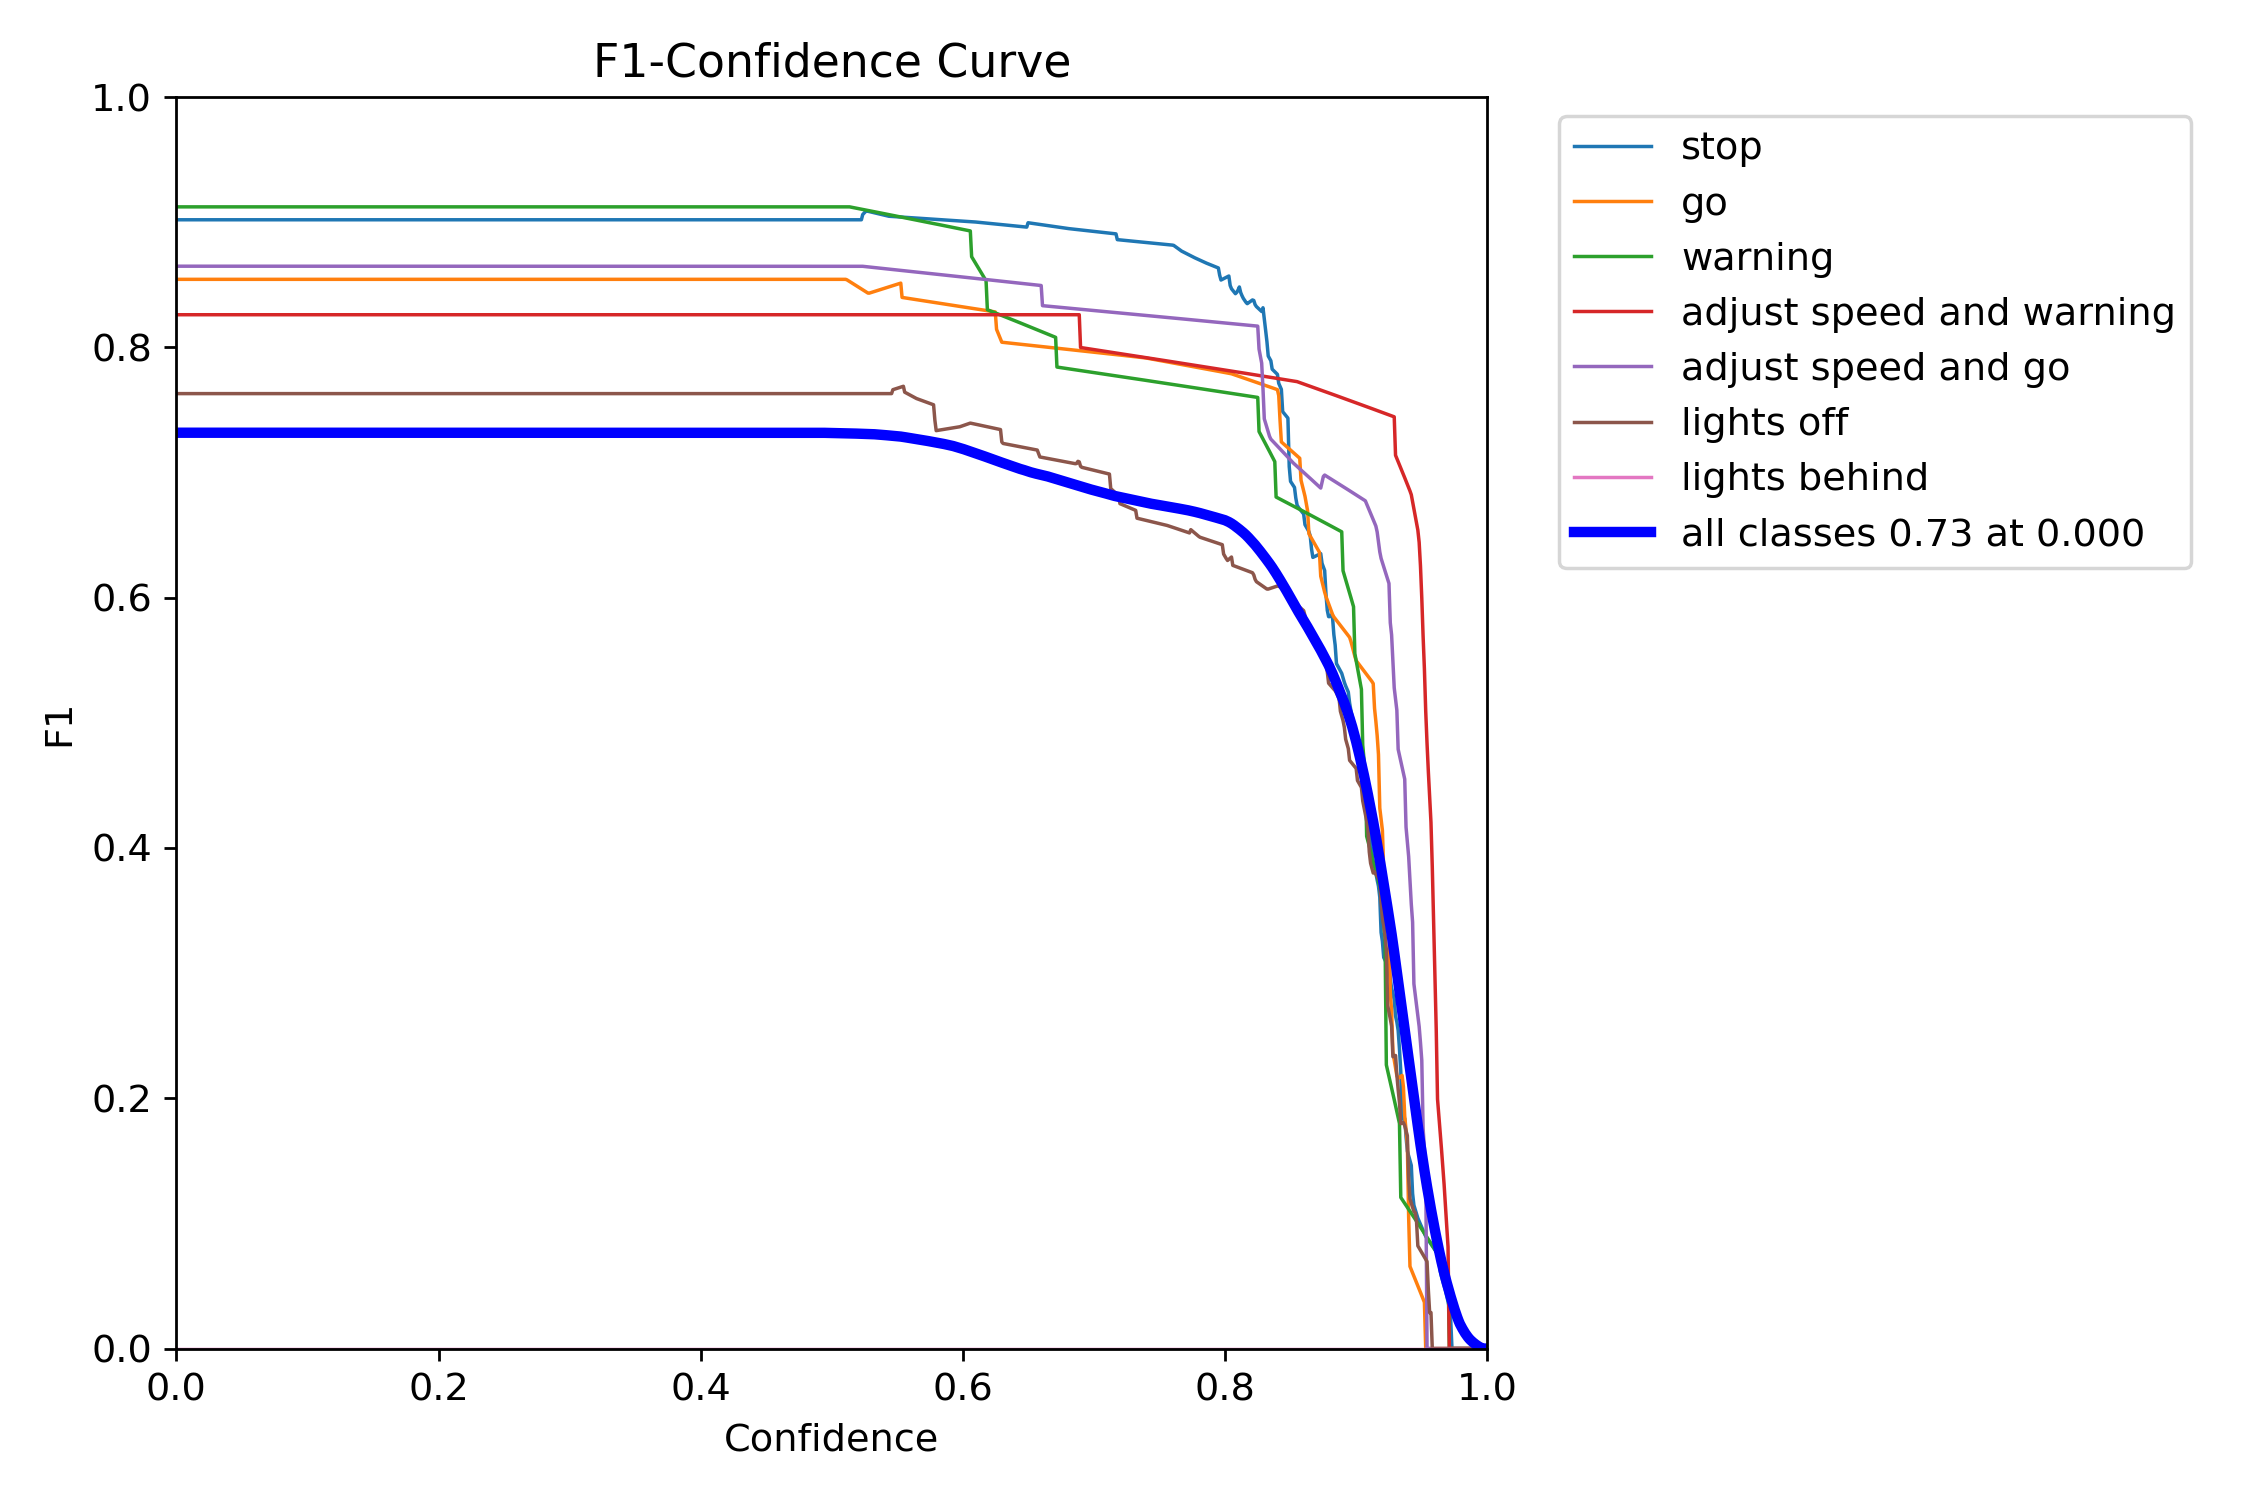 F1-Confidence Curve
1.0
0.8
0.6
0.4
0.2
0.0
F1
0.0 0.2 0.4 0.6 0.8 1.0
Confidence
stop
go
warning
adjust speed and warning
adjust speed and go
lights off
lights behind
all classes 0.73 at 0.000